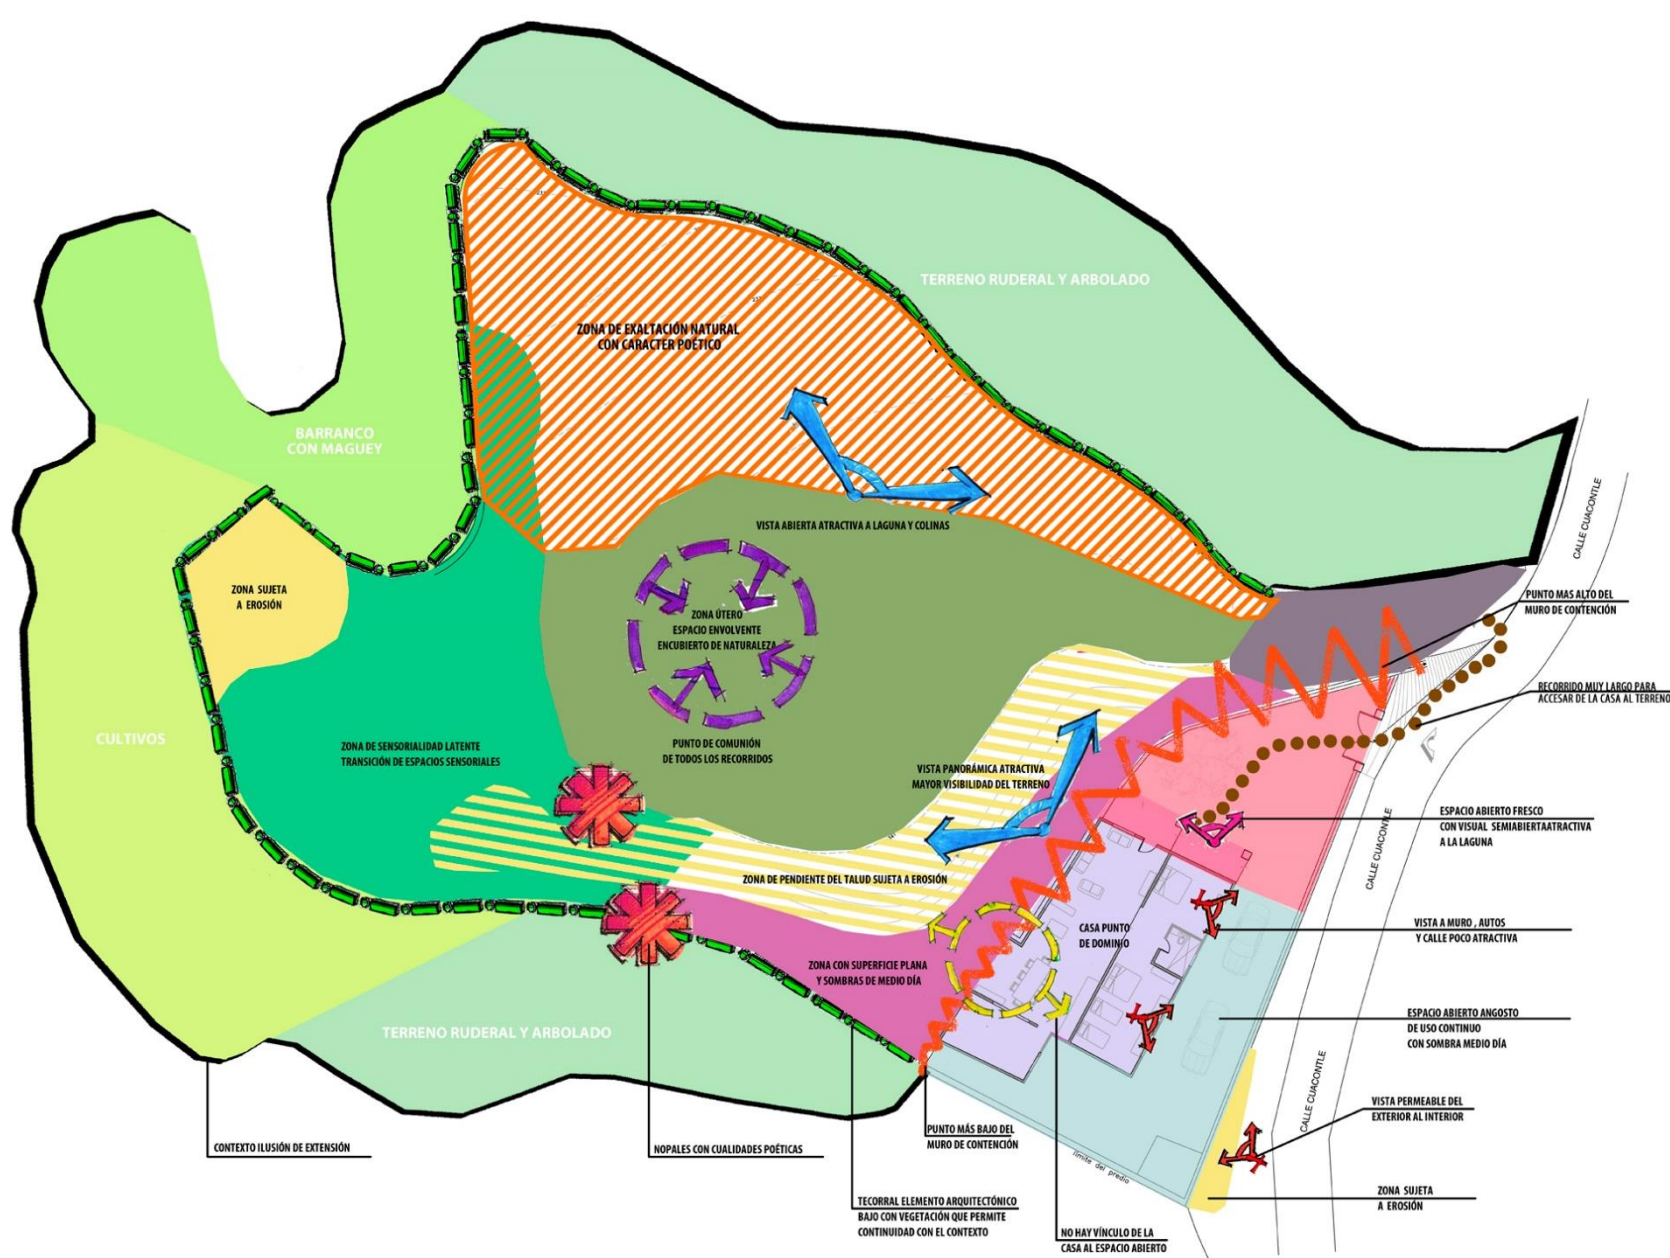 TERRENO RUDERAL Y ARBOLADO
ZONA DE EXALTACIÓN NATURAL
CON CARACTER POÉTICO
BARRANCO
CON MAGUEY
VISTA ABIERTA ATRACTIVA A LAGUNA Y COLINAS
CALLE CUACONTLE
ZONA SUJETA
A EROSIÓN
ZONA ÚTERO
ESPACIO ENVOLVENTE
ENCUBIERTO DE NATURALEZA
PUNTO MAS ALTO DEL
MURO DE CONTENCIÓN
RECORRIDO MUY LARGO PARA
ACCESAR DE LA CASA AL TERRENO
CULTIVOS
ZONA DE SENSORIALIDAD LATENTE
TRANSICIÓN DE ESPACIOS SENSORIALES
PUNTO DE COMUNIÓN
DE TODOS LOS RECORRIDOS
VISTA PANORÁMICA ATRACTIVA
MAYOR VISIBILIDAD DEL TERRENO
ESPACIO ABIERTO FRESCO
CON VISUAL SEMIABIERTAATRACTIVA
A LA LAGUNA
CALLE CUACONTLE
ZONA DE PENDIENTE DEL TALUD SUJETA A EROSIÓN
CASA PUNTO
DE DOMINIO
VISTA A MURO , AUTOS
Y CALLE POCO ATRACTIVA
ZONA CON SUPERFICIE PLANA
Y SOMBRAS DE MEDIO DÍA
TERRENO RUDERAL Y ARBOLADO
ESPACIO ABIERTO ANGOSTO
DE USO CONTINUO
CON SOMBRA MEDIO DÍA
CALLE CUACONTLE
VISTA PERMEABLE DEL
EXTERIOR AL INTERIOR
CONTEXTO ILUSIÓN DE EXTENSIÓN
NOPALES CON CUALIDADES POÉTICAS
PUNTO MÁS BAJO DEL
MURO DE CONTENCIÓN
límite del predio
ZONA SUJETA
A EROSIÓN
TECORRAL ELEMENTO ARQUITECTÓNICO
BAJO CON VEGETACIÓN QUE PERMITE
CONTINUIDAD CON EL CONTEXTO
NO HAY VÍNCULO DE LA
CASA AL ESPACIO ABIERTO